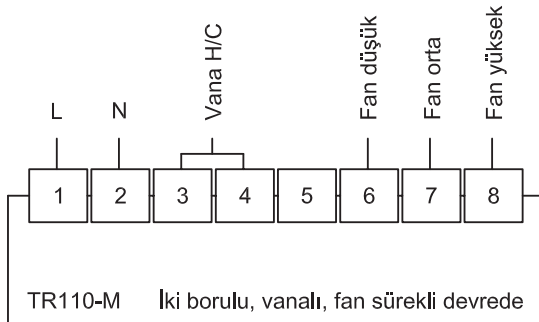 Vana H/C
Fan düşük
Fan orta
Fan yüksek
L
N
1 2 3 4 5 6 7 8
TR110-M İki borulu, vanalı, fan sürekli devrede